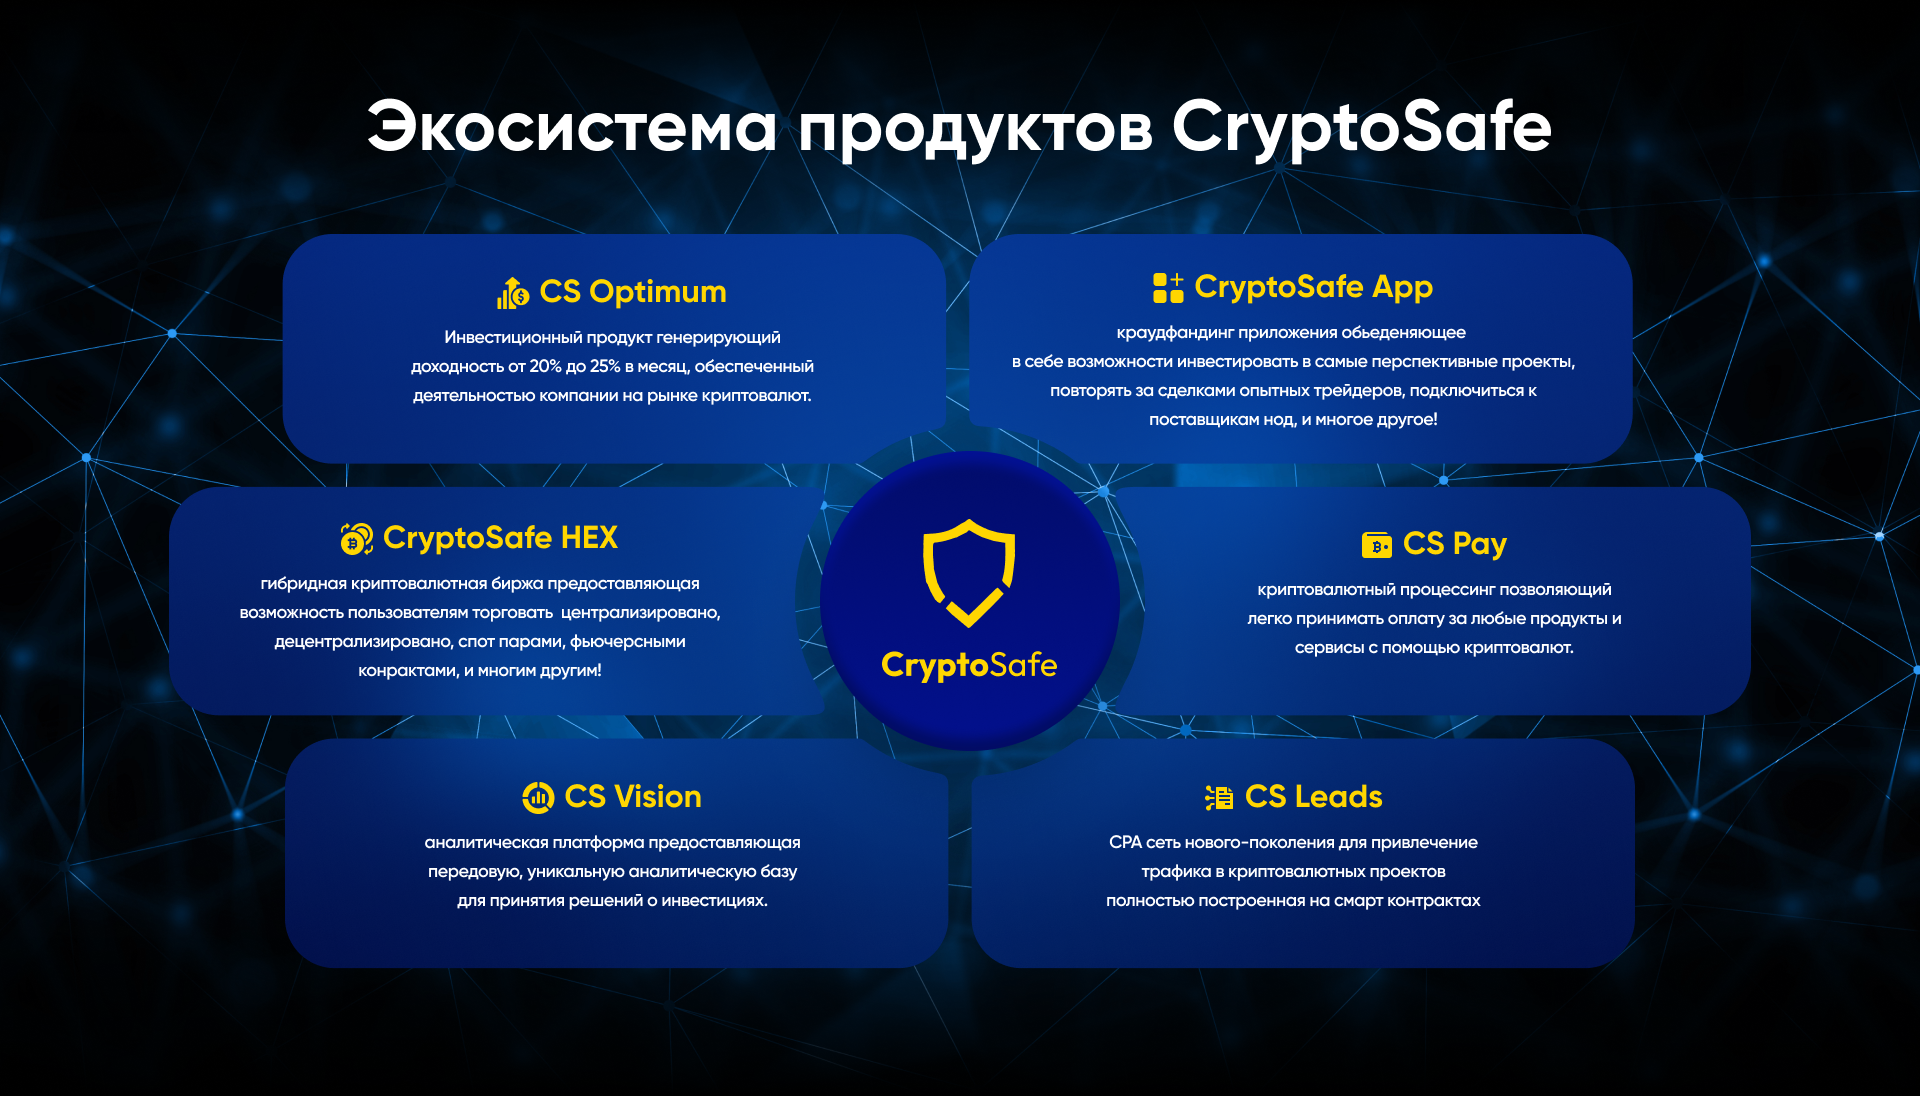 Экосистема продуктов CryptoSafe
CS Optimum
Инвестиционный продукт генерирующий
доходность от 20% до 25% в месяц, обеспеченный
деятельностью компании на рынке криптовалют.
CryptoSafe App
краудфандинг приложения обьеденяющее
в себе возможности инвестировать в самые перспективные проекты,
повторять за сделками опытных трейдеров, подключиться к
поставщикам нод, и многое другое!
CryptoSafe HEX
гибридная криптовалютная биржа предоставляющая
возможность пользователям торговать  централизировано,
децентрализировано, спот парами, фьючерсными
конрактами, и многим другим!
CryptoSafe
CS Pay
криптовалютный процессинг позволяющий
легко принимать оплату за любые продукты и
сервисы с помощью криптовалют.
CS Vision
аналитическая платформа предоставляющая
передовую, уникальную аналитическую базу
для принятия решений о инвестициях.
CS Leads
CPA сеть нового-поколения для привлечение
трафика в криптовалютных проектов
полностью построенная на смарт контрактах